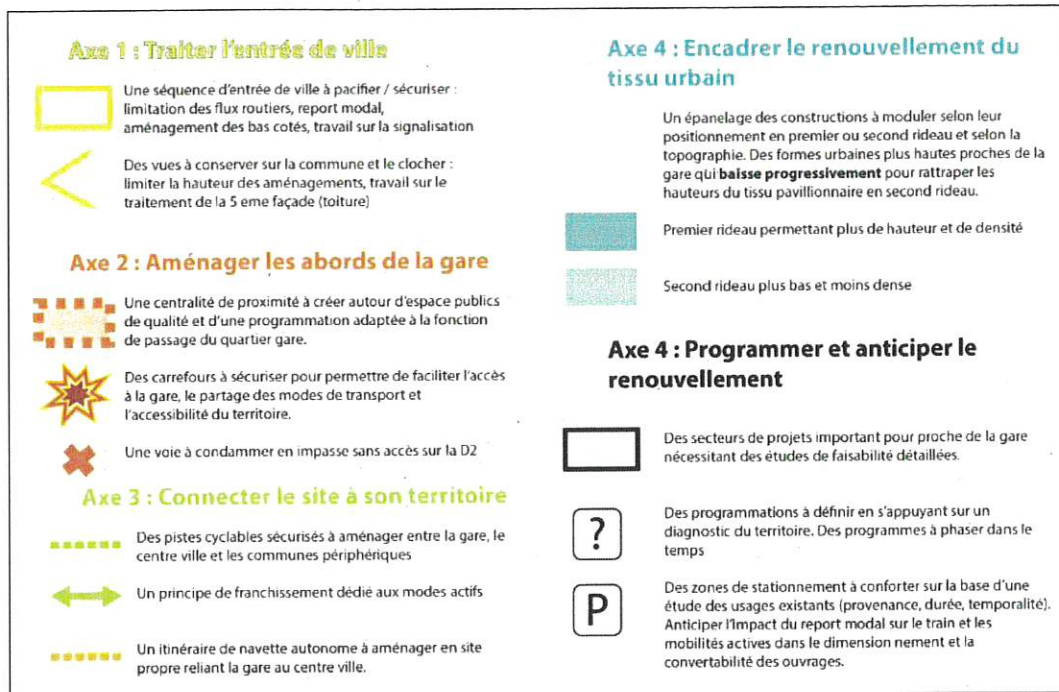 Axe 1 : Traiter l'entrée de ville
Une séquence d'entrée de ville à pacifier / sécuriser :
limitation des flux routiers, report modal,
aménagement des bas cotés, travail sur la signalisation
Des vues à conserver sur la commune et le clocher :
limiter la hauteur des aménagements, travail sur le
traitement de la 5 eme façade (toiture)
Axe 2 : Aménager les abords de la gare
Une centralité de proximité à créer autour d'espace publics
de qualité et d'une programmation adaptée à la fonction
de passage du quartier gare.
Des carrefours à sécuriser pour permettre de faciliter l'accès
à la gare, le partage des modes de transport et
l'accessibilité du territoire.
Une voie à condammer en impasse sans accès sur la D2
Axe 3 : Connecter le site à son territoire
Des pistes cyclables sécurisés à aménager entre la gare, le
centre ville et les communes périphériques
Un principe de franchissement dédié aux modes actifs
Un itinéraire de navette autonome à aménager en site
propre reliant la gare au centre ville.
Axe 4 : Encadrer le renouvellement du
tissu urbain
Un épanelage des constructions à moduler selon leur
positionnement en premier ou second rideau et selon la
topographie. Des formes urbaines plus hautes proches de la
gare qui baisse progressivement pour rattraper les
hauteurs du tissu pavillionnaire en second rideau.
Premier rideau permettant plus de hauteur et de densité
Second rideau plus bas et moins dense
Axe 4 : Programmer et anticiper le
renouvellement
Des secteurs de projets important pour proche de la gare
nécessitant des études de faisabilité détaillées.
?
Des programmations à définir en s'appuyant sur un
diagnostic du territoire. Des programmes à phaser dans le
temps
P
Des zones de stationnement à conforter sur la base d'une
étude des usages existants (provenance, durée, temporalité).
Anticiper l'impact du report modal sur le train et les
mobilités actives dans le dimension nement et la
convertabilité des ouvrages.